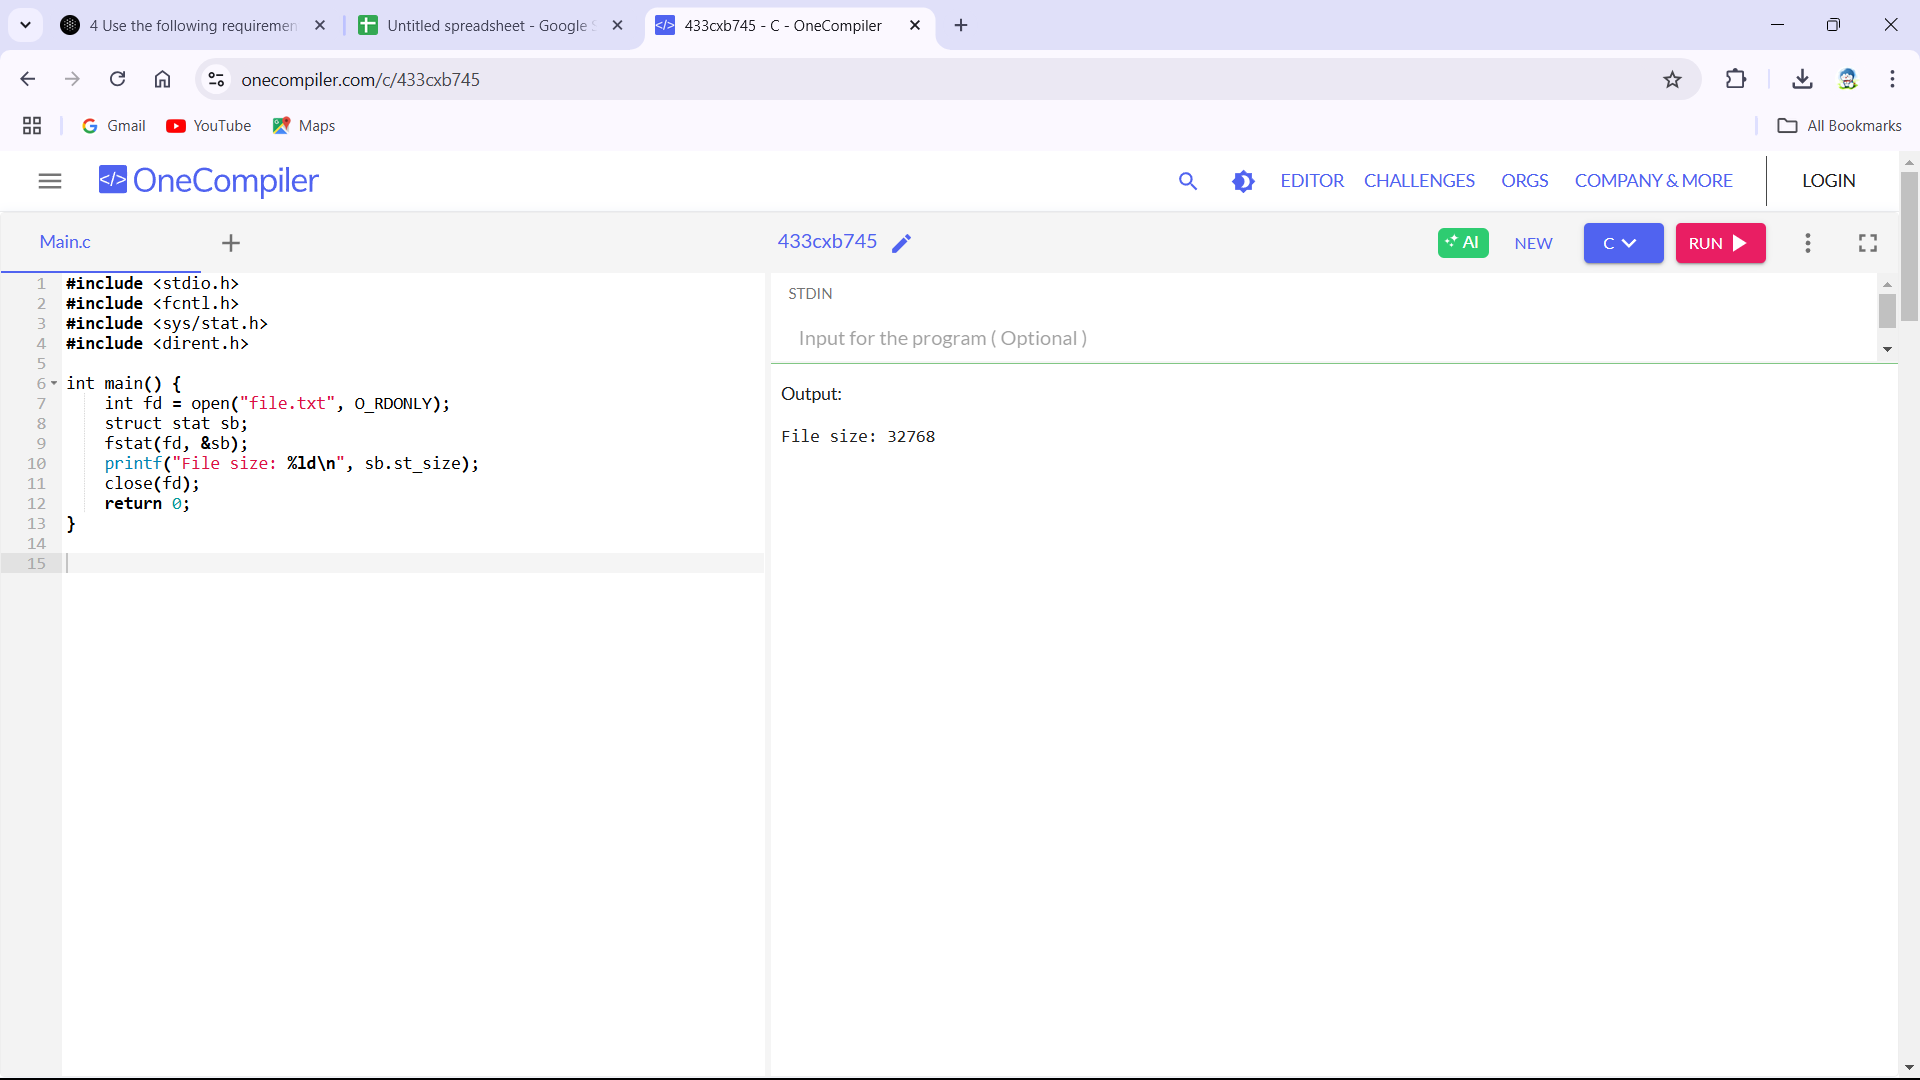 4 Use the following requiremen
Untitled spreadsheet - Google S
433cxb745 - C - OneCompiler
onecompiler.com/c/433cxb745
Gmail
YouTube
Maps
All Bookmarks
</> OneCompiler
EDITOR
CHALLENGES
ORGS
COMPANY & MORE
LOGIN
Main.c
433cxb745
AI
NEW
C
RUN
1 #include <stdio.h>
2 #include <fcntl.h>
3 #include <sys/stat.h>
4 #include <dirent.h>
5
6 int main() {
7     int fd = open("file.txt", O_RDONLY);
8     struct stat sb;
9     fstat(fd, &sb);
10     printf("File size: %ld\n", sb.st_size);
11     close(fd);
12     return 0;
13 }
14
15
STDIN
Input for the program ( Optional )
Output:
File size: 32768